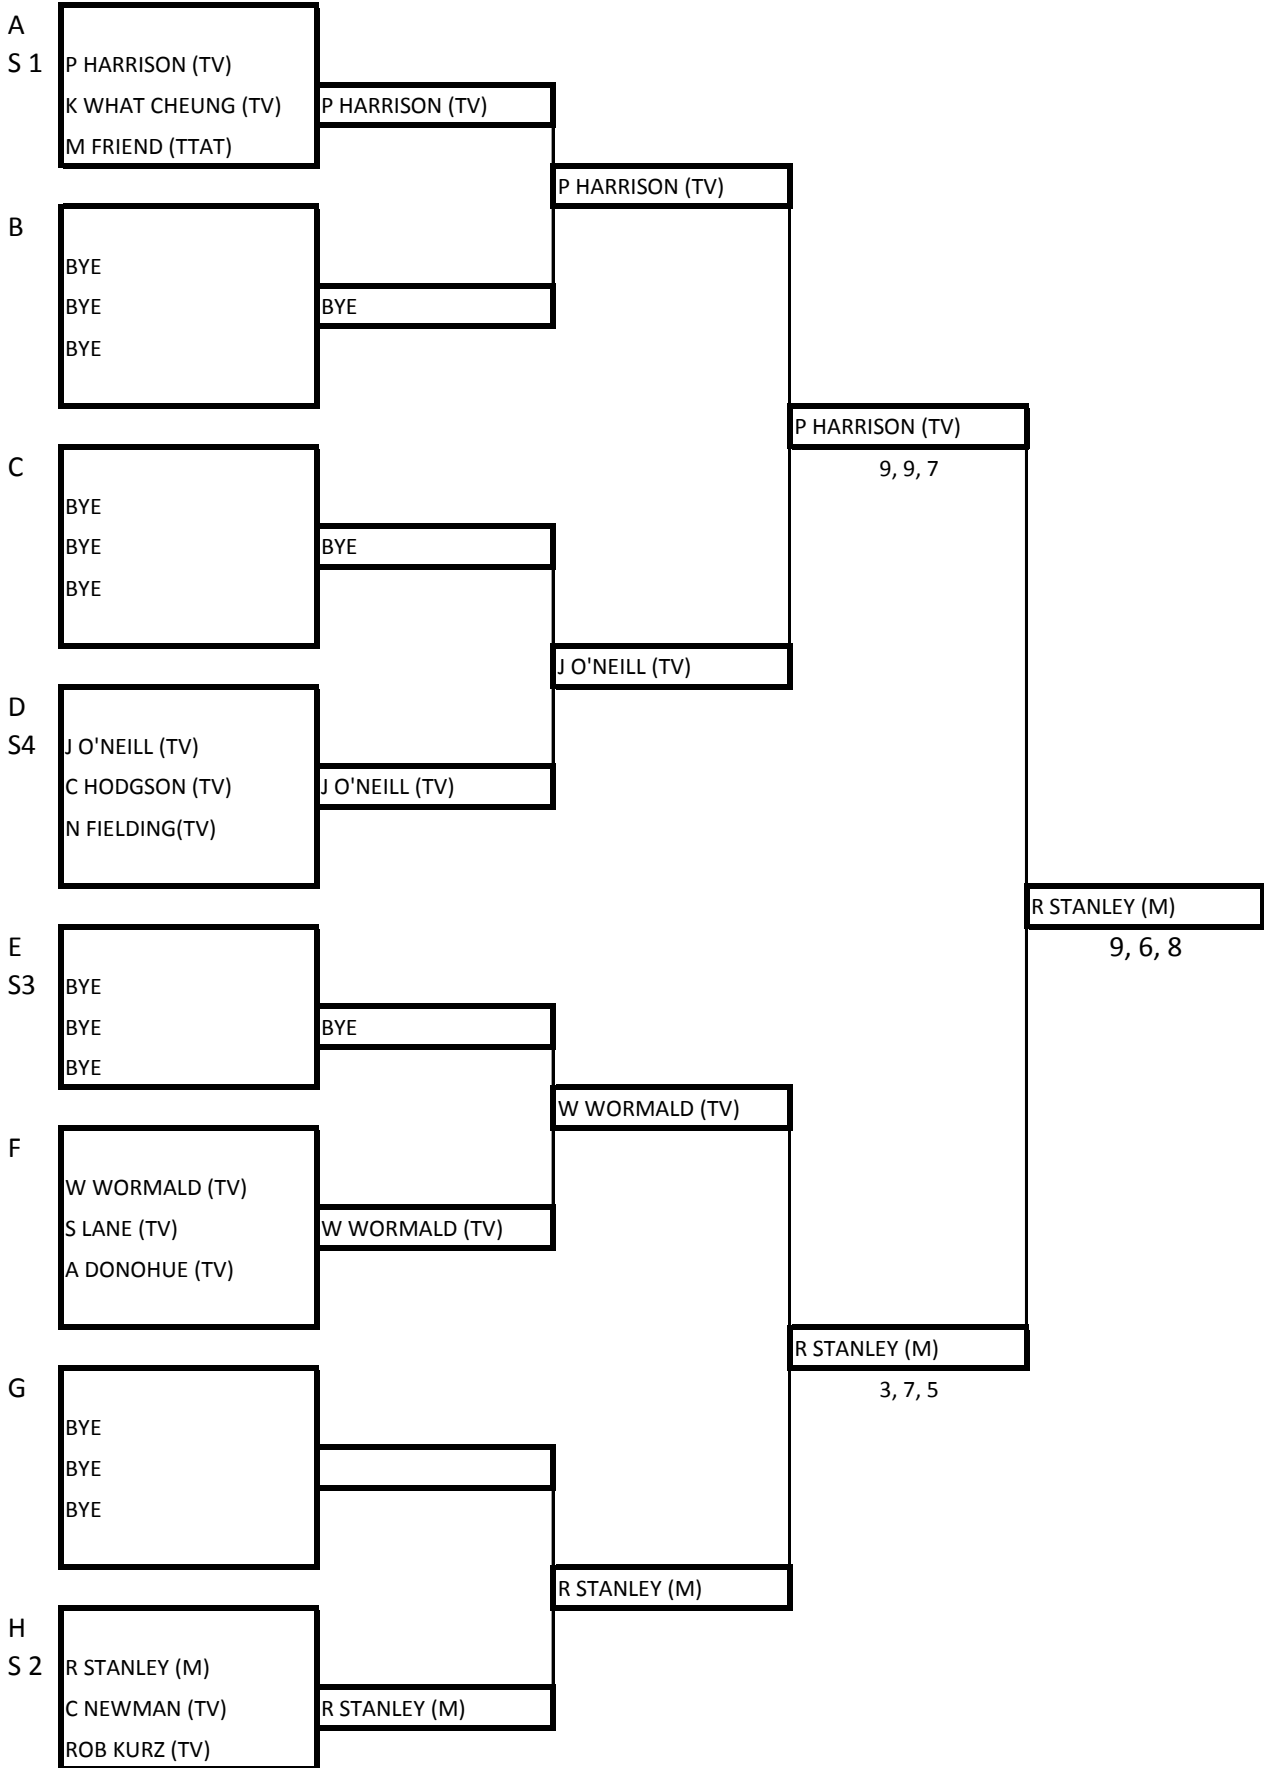 A
S 1
P HARRISON (TV)
K WHAT CHEUNG (TV)
M FRIEND (TTAT)
P HARRISON (TV)
P HARRISON (TV)
B
BYE
BYE
BYE
BYE
P HARRISON (TV)
9, 9, 7
C
BYE
BYE
BYE
BYE
J O'NEILL (TV)
D
S4
J O'NEILL (TV)
C HODGSON (TV)
N FIELDING(TV)
J O'NEILL (TV)
R STANLEY (M)
9, 6, 8
E
S3
BYE
BYE
BYE
BYE
W WORMALD (TV)
F
W WORMALD (TV)
S LANE (TV)
A DONOHUE (TV)
W WORMALD (TV)
R STANLEY (M)
3, 7, 5
G
BYE
BYE
BYE
R STANLEY (M)
H
S 2
R STANLEY (M)
C NEWMAN (TV)
ROB KURZ (TV)
R STANLEY (M)